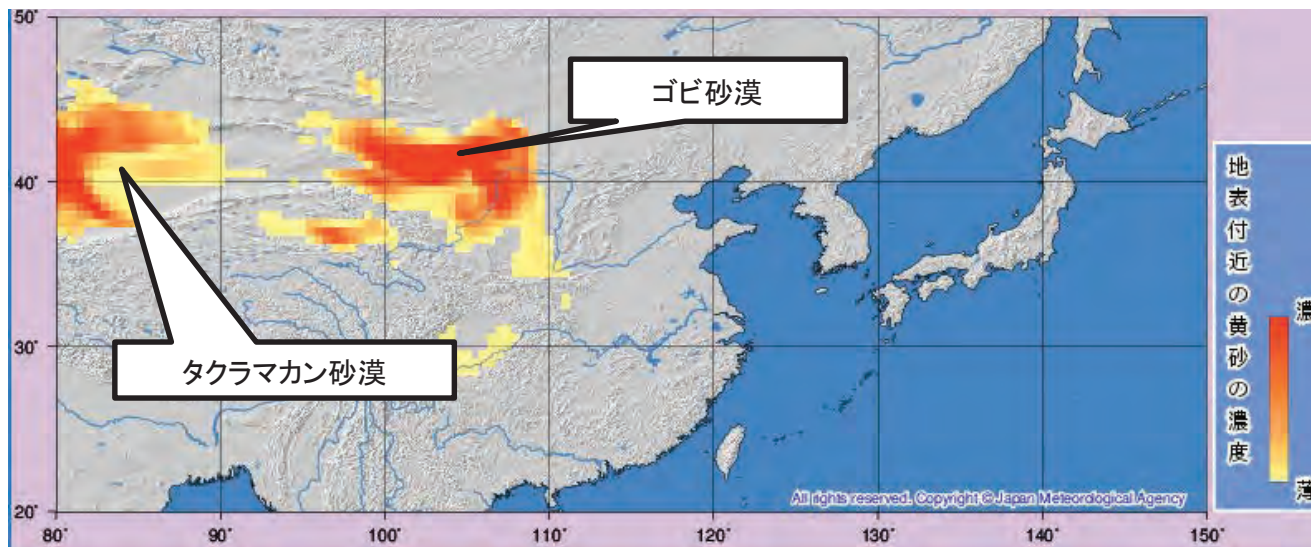 50°
ゴビ砂漠
40°
タクラマカン砂漠
30°
20°
80° 90° 100° 110° 120° 130° 140° 150°
All rights reserved. Copyright © Japan Meteorological Agency
地表付近の黄砂の濃度
濃
薄